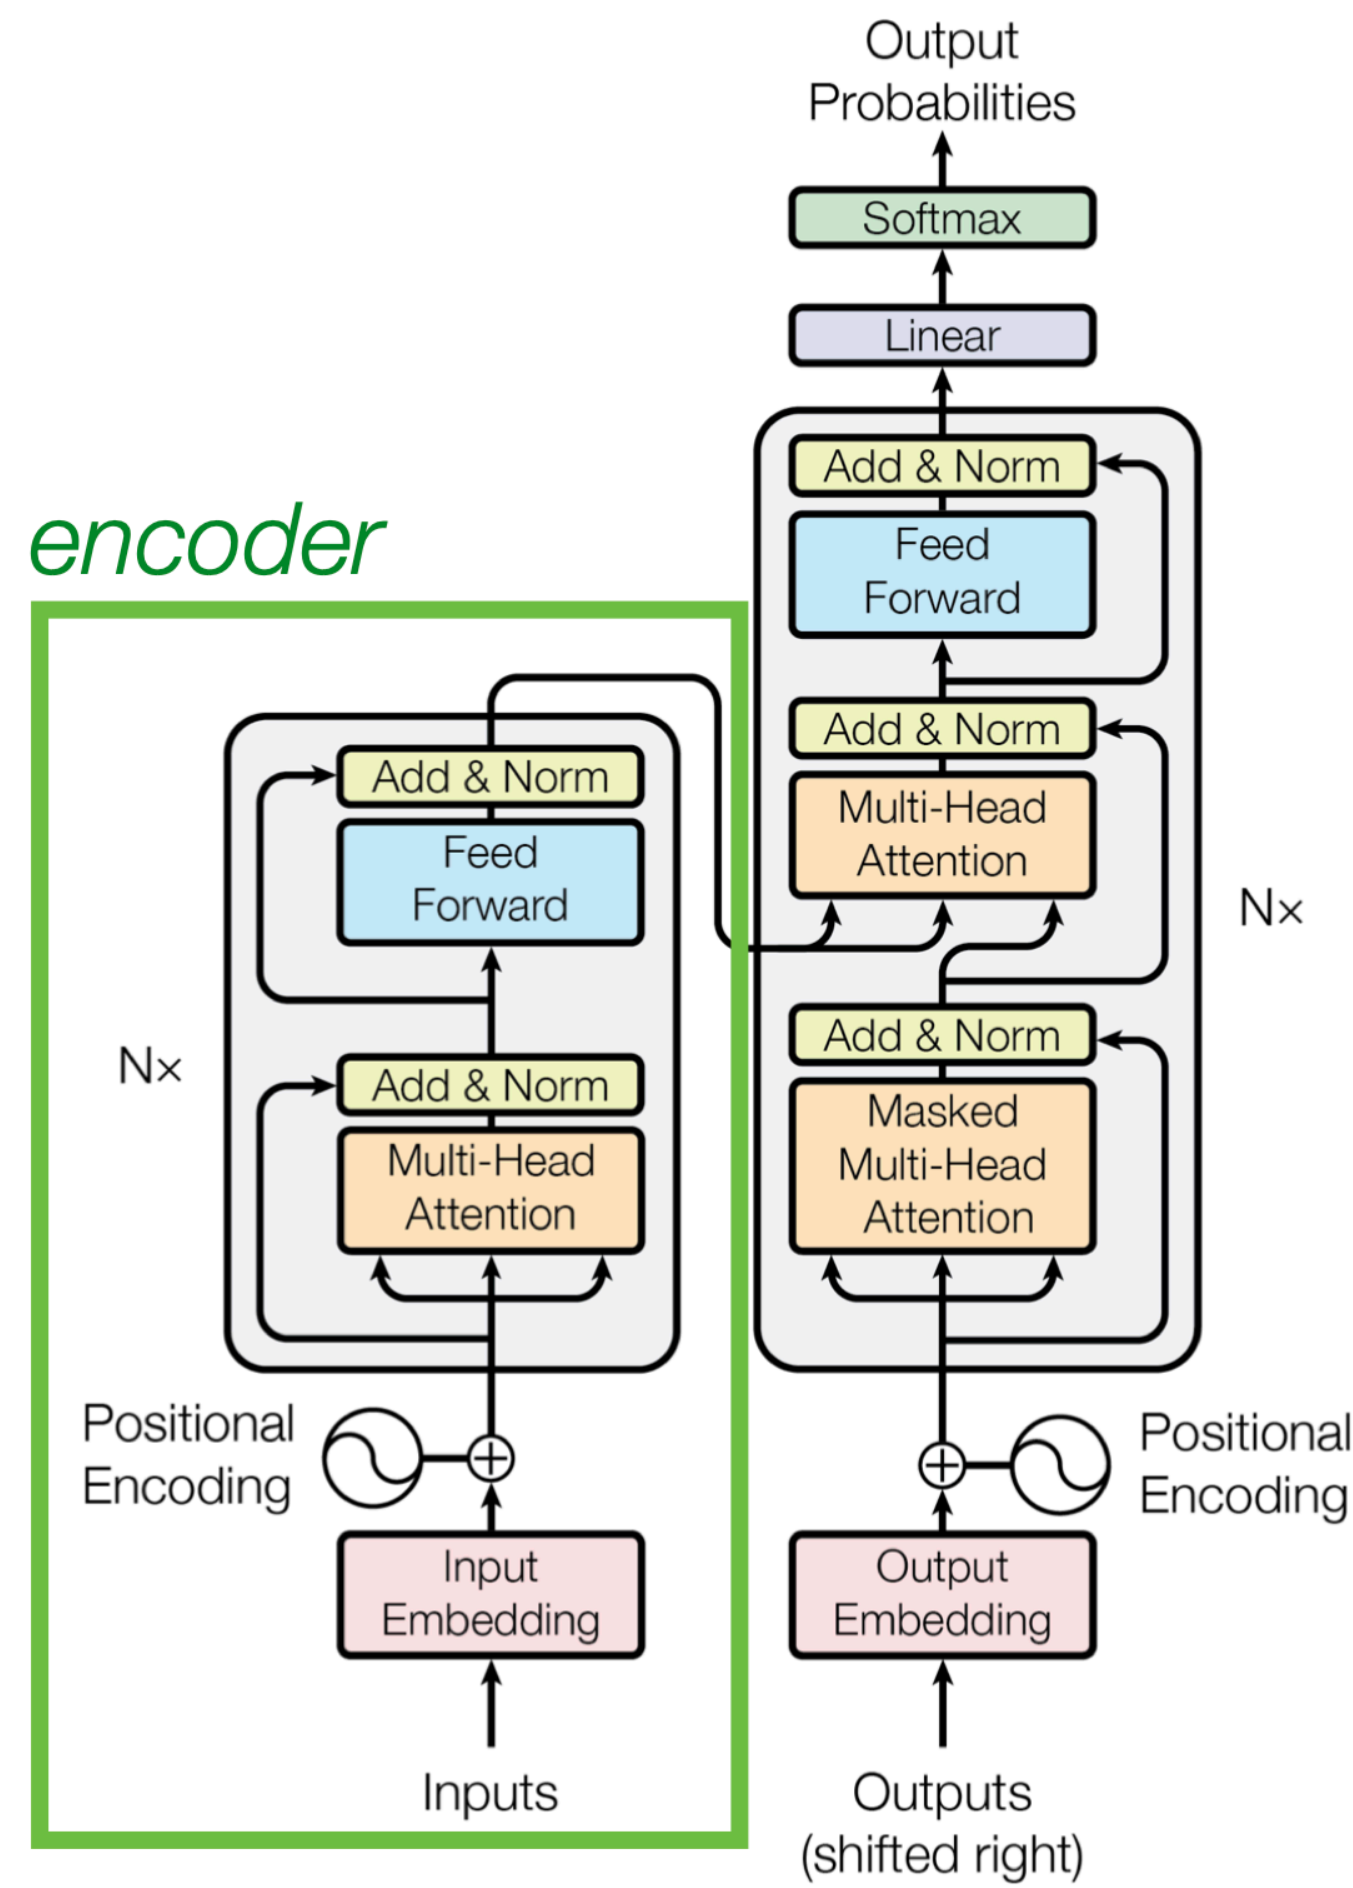 Output
Probabilities
Softmax
Linear
Add & Norm
Feed
Forward
Add & Norm
Multi-Head
Attention
Nx
Add & Norm
Masked
Multi-Head
Attention
Positional
Encoding
Output
Embedding
Outputs
(shifted right)
encoder
Add & Norm
Feed
Forward
Nx
Add & Norm
Multi-Head
Attention
Positional
Encoding
Input
Embedding
Inputs